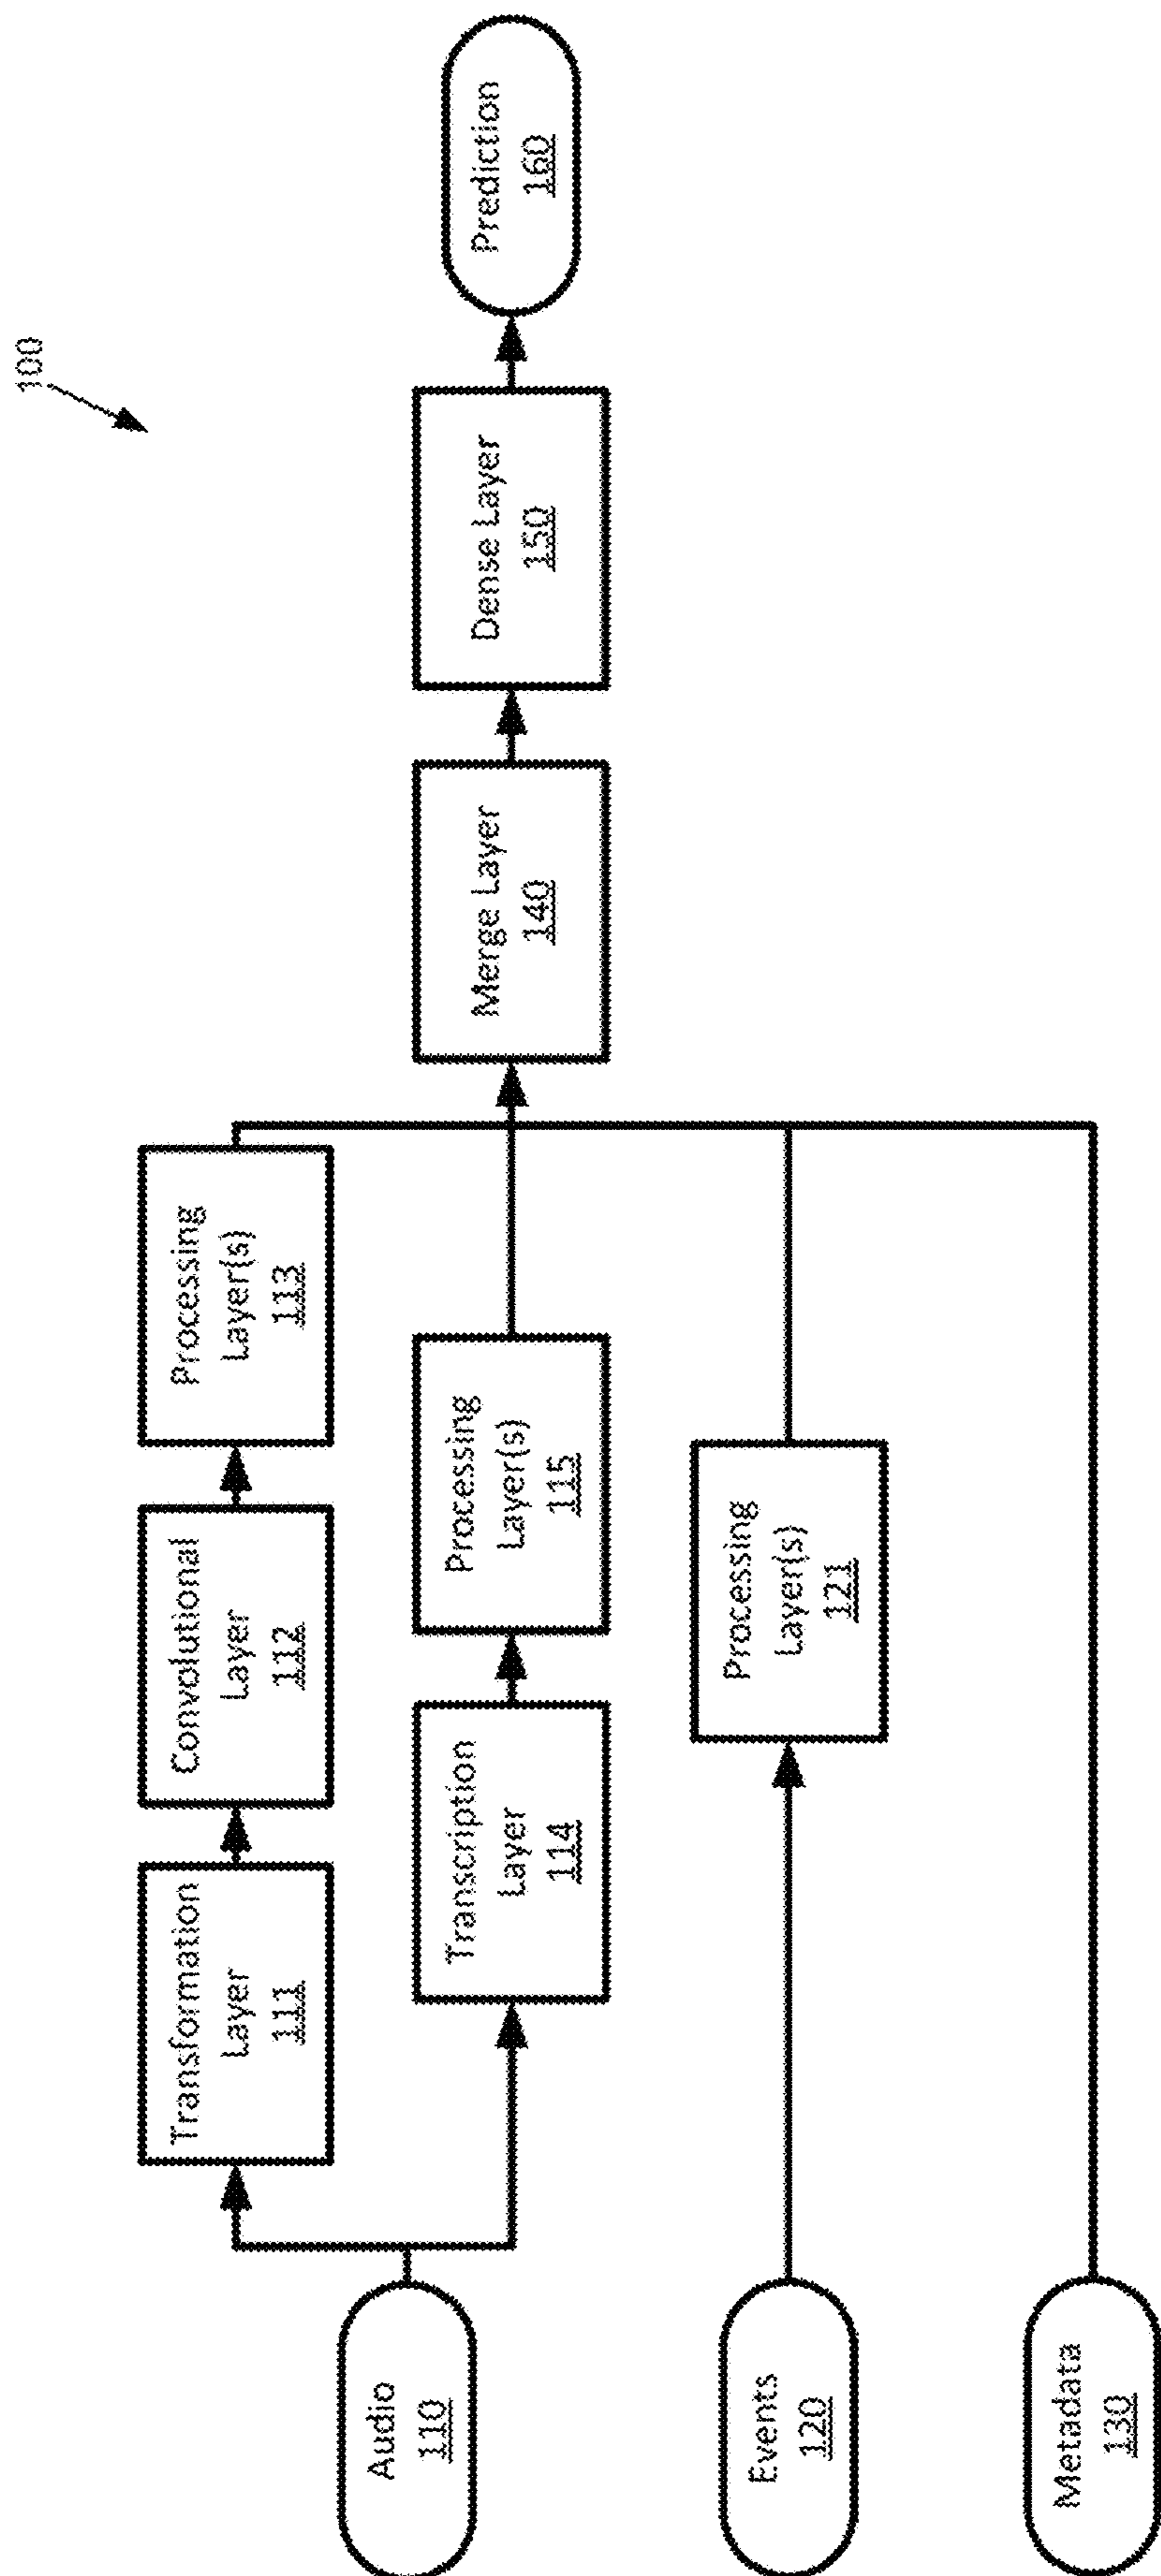 100
Audio
110
Transformation
Layer
111
Convolutional
Layer
112
Processing
Layer(s)
113
Transcription
Layer
114
Processing
Layer(s)
115
Events
120
Processing
Layer(s)
121
Metadata
130
Merge Layer
140
Dense Layer
150
Prediction
160